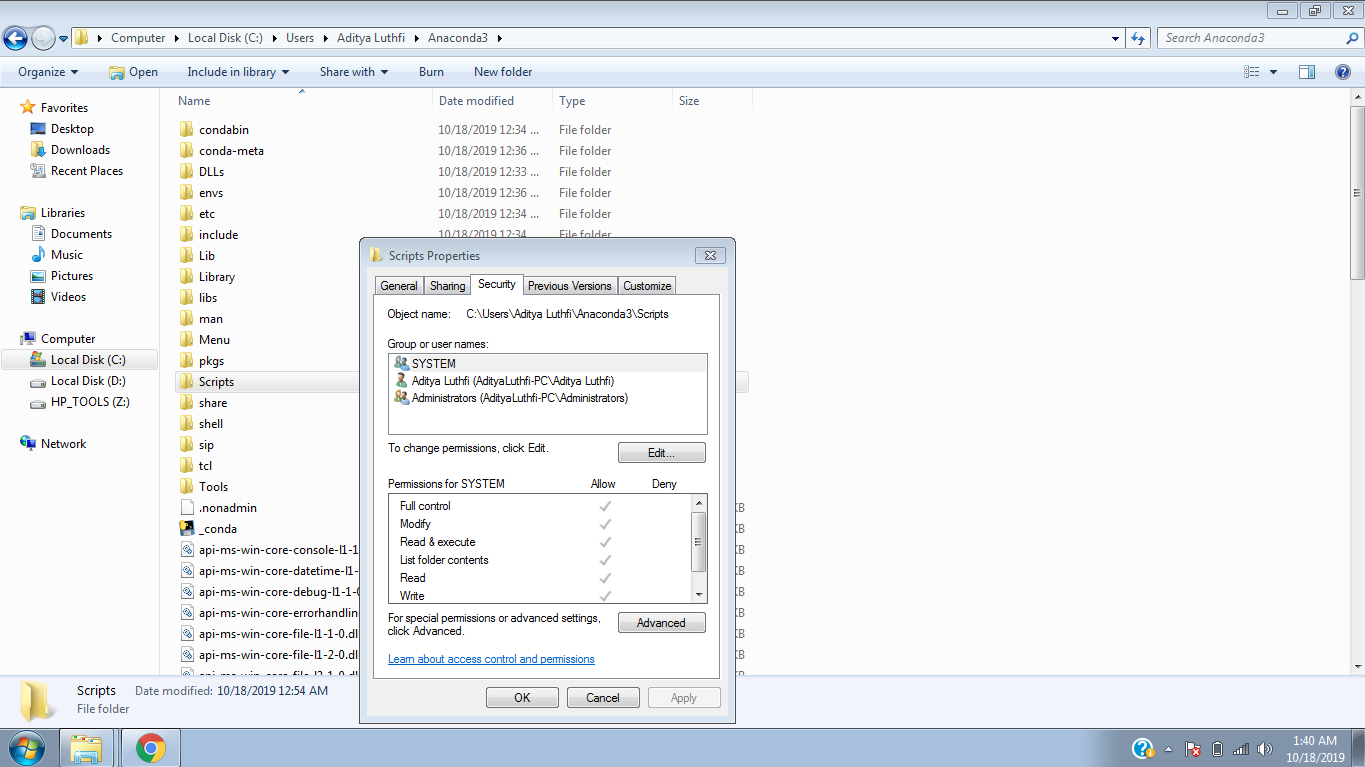 Computer Local Disk (C:) Users Aditya Luthfi Anaconda3
Search Anaconda3
Organize Open Include in library Share with Burn New folder
Name Date modified Type Size
Favorites
Desktop
Downloads
Recent Places
Libraries
Documents
Music
Pictures
Videos
Computer
Local Disk (C:)
Local Disk (D:)
HP_TOOLS (Z:)
Network
condabin 10/18/2019 12:34 ... File folder
conda-meta 10/18/2019 12:36 ... File folder
DLLs 10/18/2019 12:33 ... File folder
envs 10/18/2019 12:36 ... File folder
etc 10/18/2019 12:34 ... File folder
include 10/18/2019 12:34 File folder
Lib
Library
libs
man
Menu
pkgs
Scripts
share
shell
sip
tcl
Tools
.nonadmin KB
_conda KB
api-ms-win-core-console-l1-1 KB
api-ms-win-core-datetime-l1- KB
api-ms-win-core-debug-l1-1-0 KB
api-ms-win-core-errorhandlin KB
api-ms-win-core-file-l1-1-0.dl KB
api-ms-win-core-file-l1-2-0.dl KB
Scripts Properties
General Sharing Security Previous Versions Customize
Object name: C:\Users\Aditya Luthfi\Anaconda3\Scripts
Group or user names:
SYSTEM
Aditya Luthfi (AdityaLuthfi-PC\Aditya Luthfi)
Administrators (AdityaLuthfi-PC\Administrators)
To change permissions, click Edit.
Edit...
Permissions for SYSTEM Allow Deny
Full control
Modify
Read & execute
List folder contents
Read
Write
For special permissions or advanced settings,
click Advanced.
Advanced
Learn about access control and permissions
OK Cancel Apply
Scripts Date modified: 10/18/2019 12:54 AM
File folder
1:40 AM
10/18/2019